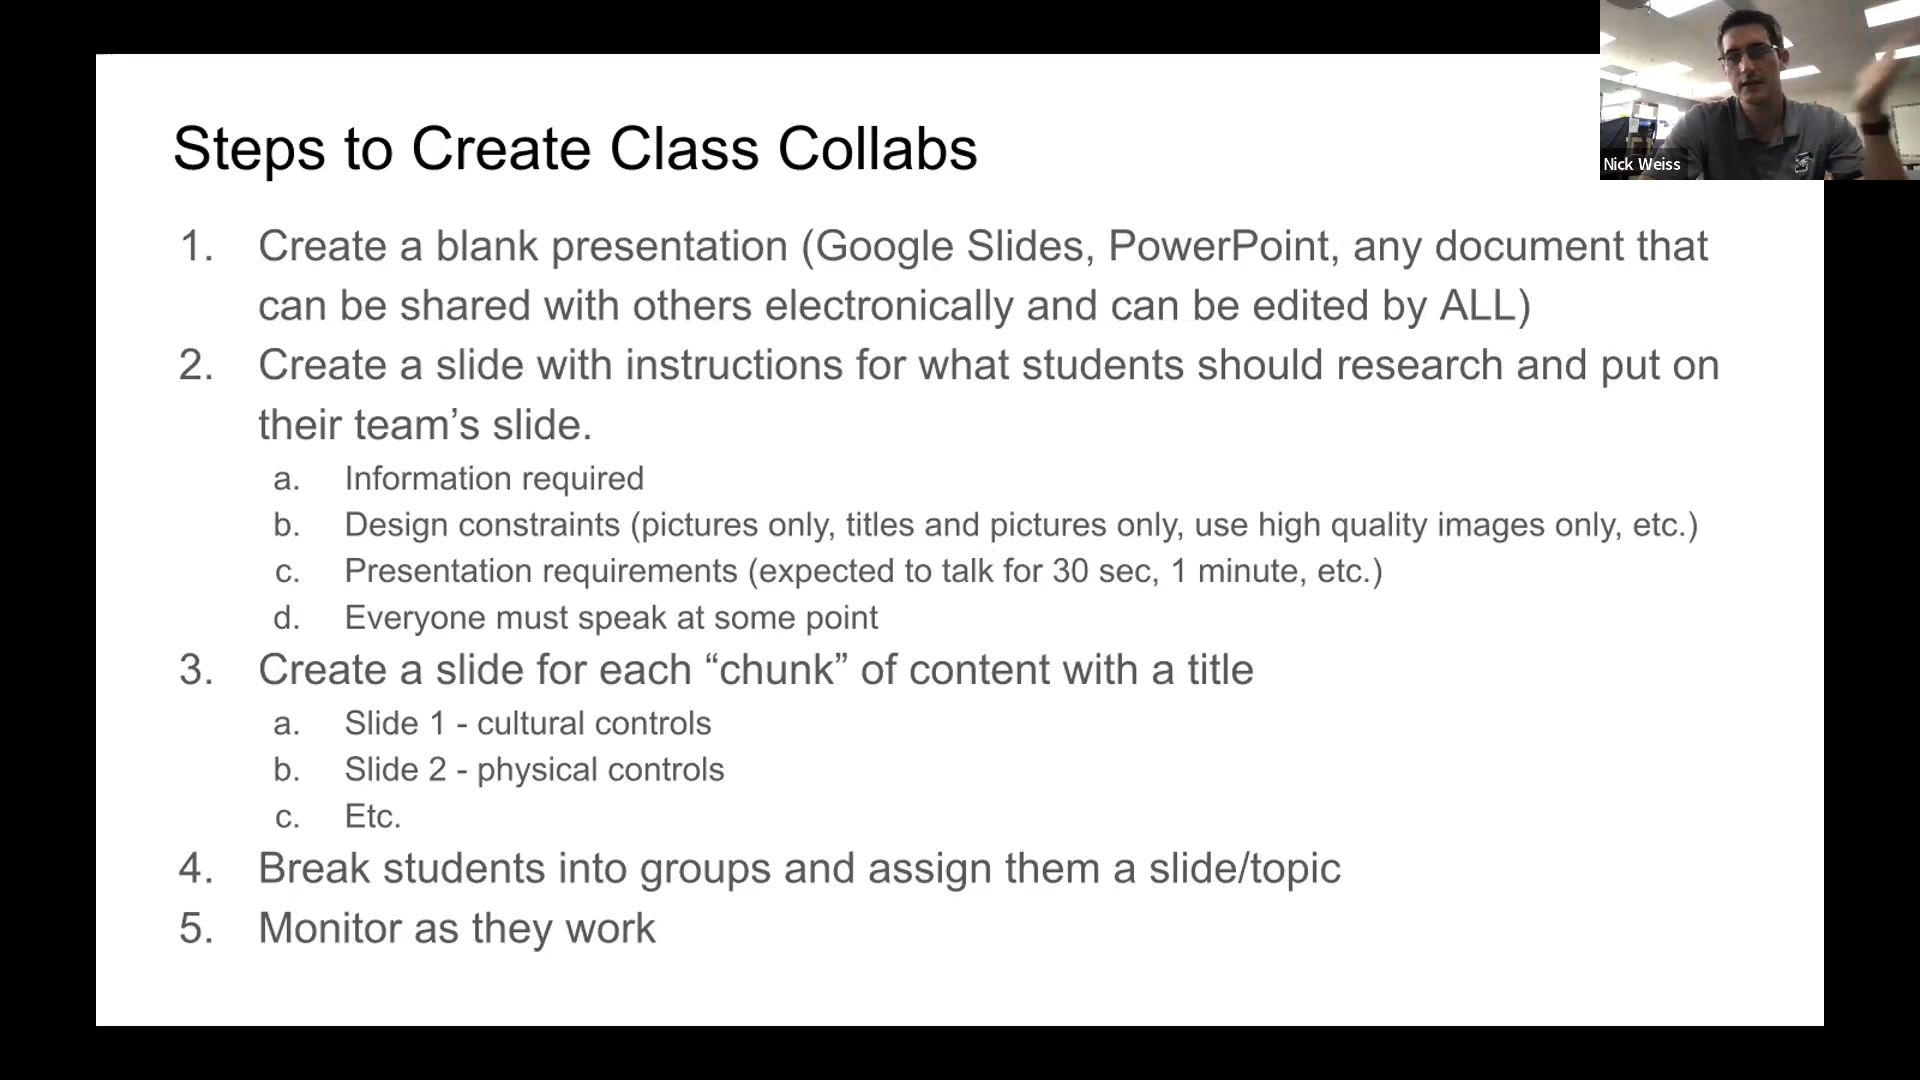 Steps to Create Class Collabs
Nick Weiss
1. Create a blank presentation (Google Slides, PowerPoint, any document that
can be shared with others electronically and can be edited by ALL)
2. Create a slide with instructions for what students should research and put on
their team’s slide.
a. Information required
b. Design constraints (pictures only, titles and pictures only, use high quality images only, etc.)
c. Presentation requirements (expected to talk for 30 sec, 1 minute, etc.)
d. Everyone must speak at some point
3. Create a slide for each “chunk” of content with a title
a. Slide 1 - cultural controls
b. Slide 2 - physical controls
c. Etc.
4. Break students into groups and assign them a slide/topic
5. Monitor as they work